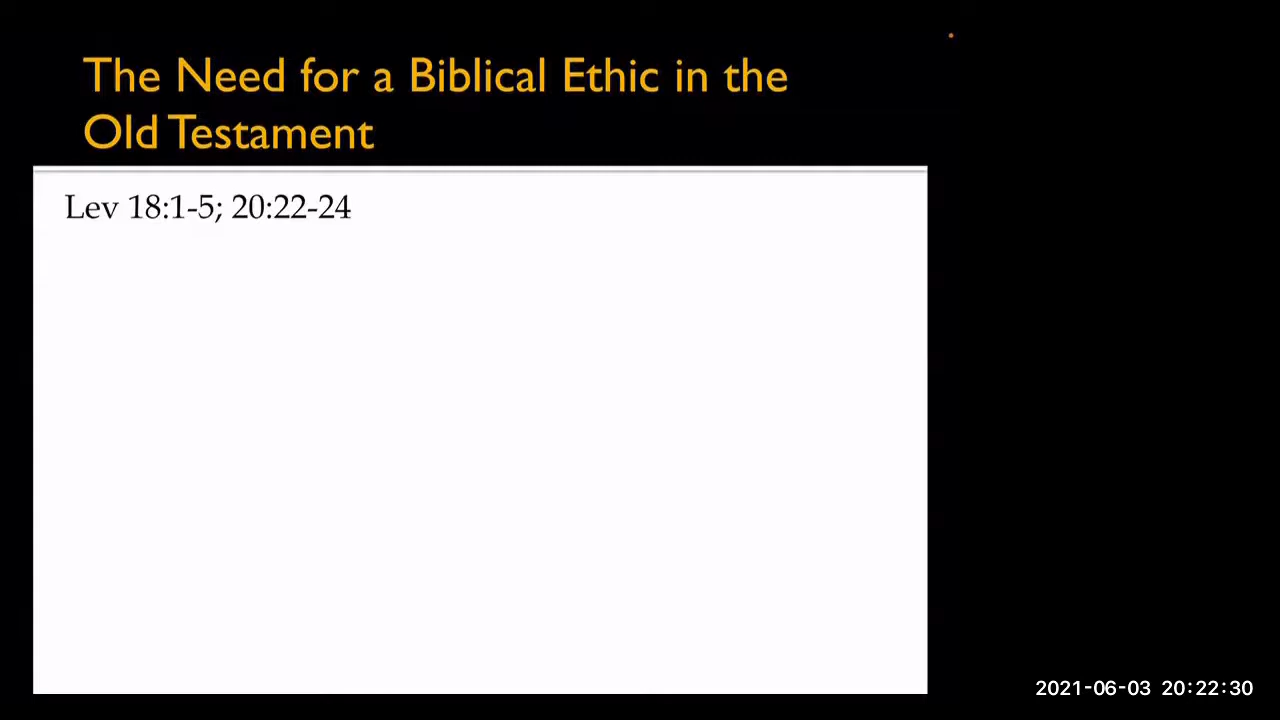 The Need for a Biblical Ethic in the
Old Testament
Lev 18:1-5; 20:22-24
2021-06-03 20:22:30